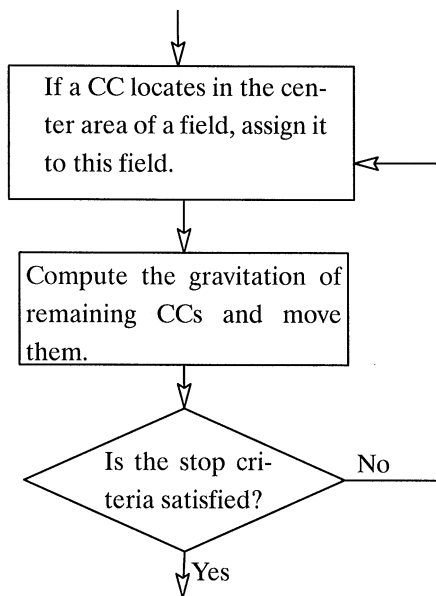 If a CC locates in the cen-
ter area of a field, assign it
to this field.
Compute the gravitation of
remaining CCs and move
them.
Is the stop cri-
teria satisfied?
No
Yes